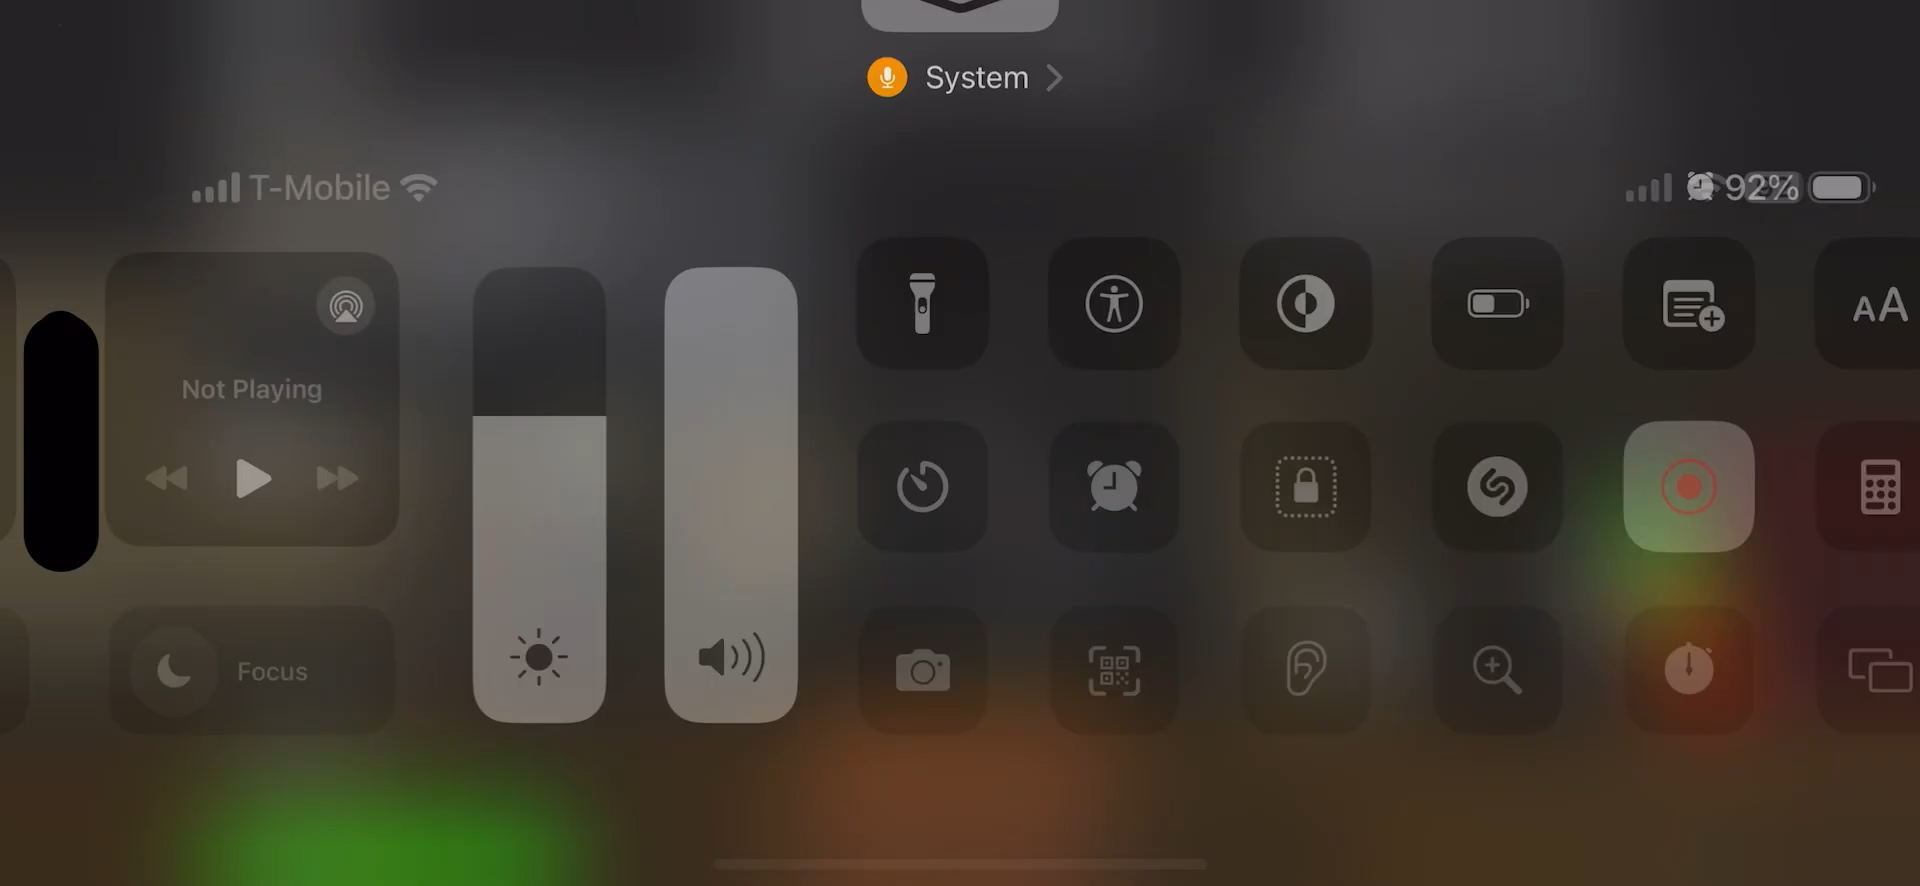 System
T-Mobile
92%
Not Playing
AA
Focus